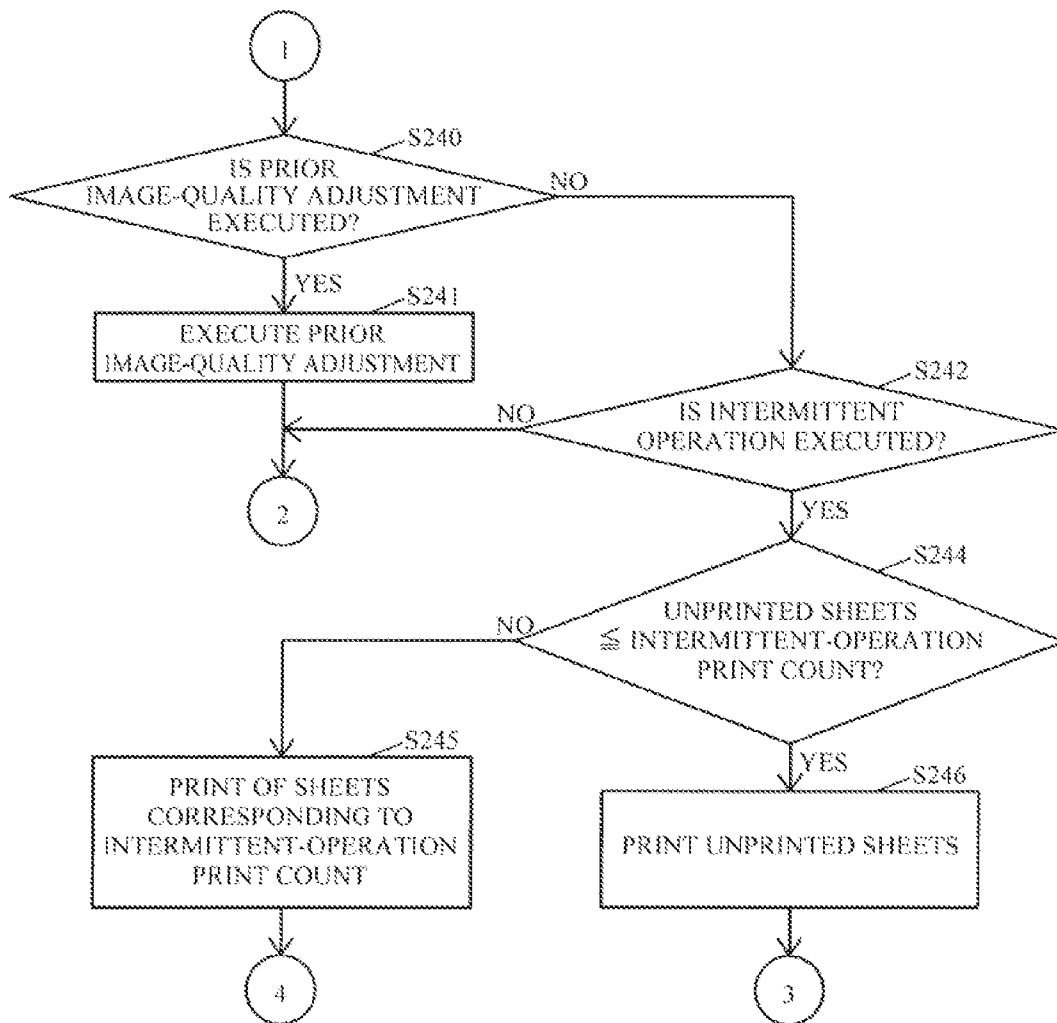 1
S240
IS PRIOR
IMAGE-QUALITY ADJUSTMENT
EXECUTED?
NO
YES
S241
EXECUTE PRIOR
IMAGE-QUALITY ADJUSTMENT
S242
NO
IS INTERMITTENT
OPERATION EXECUTED?
2
YES
S244
NO
UNPRINTED SHEETS
≦ INTERMITTENT-OPERATION
PRINT COUNT?
S245
YES
S246
PRINT OF SHEETS
CORRESPONDING TO
INTERMITTENT-OPERATION
PRINT COUNT
PRINT UNPRINTED SHEETS
4
3